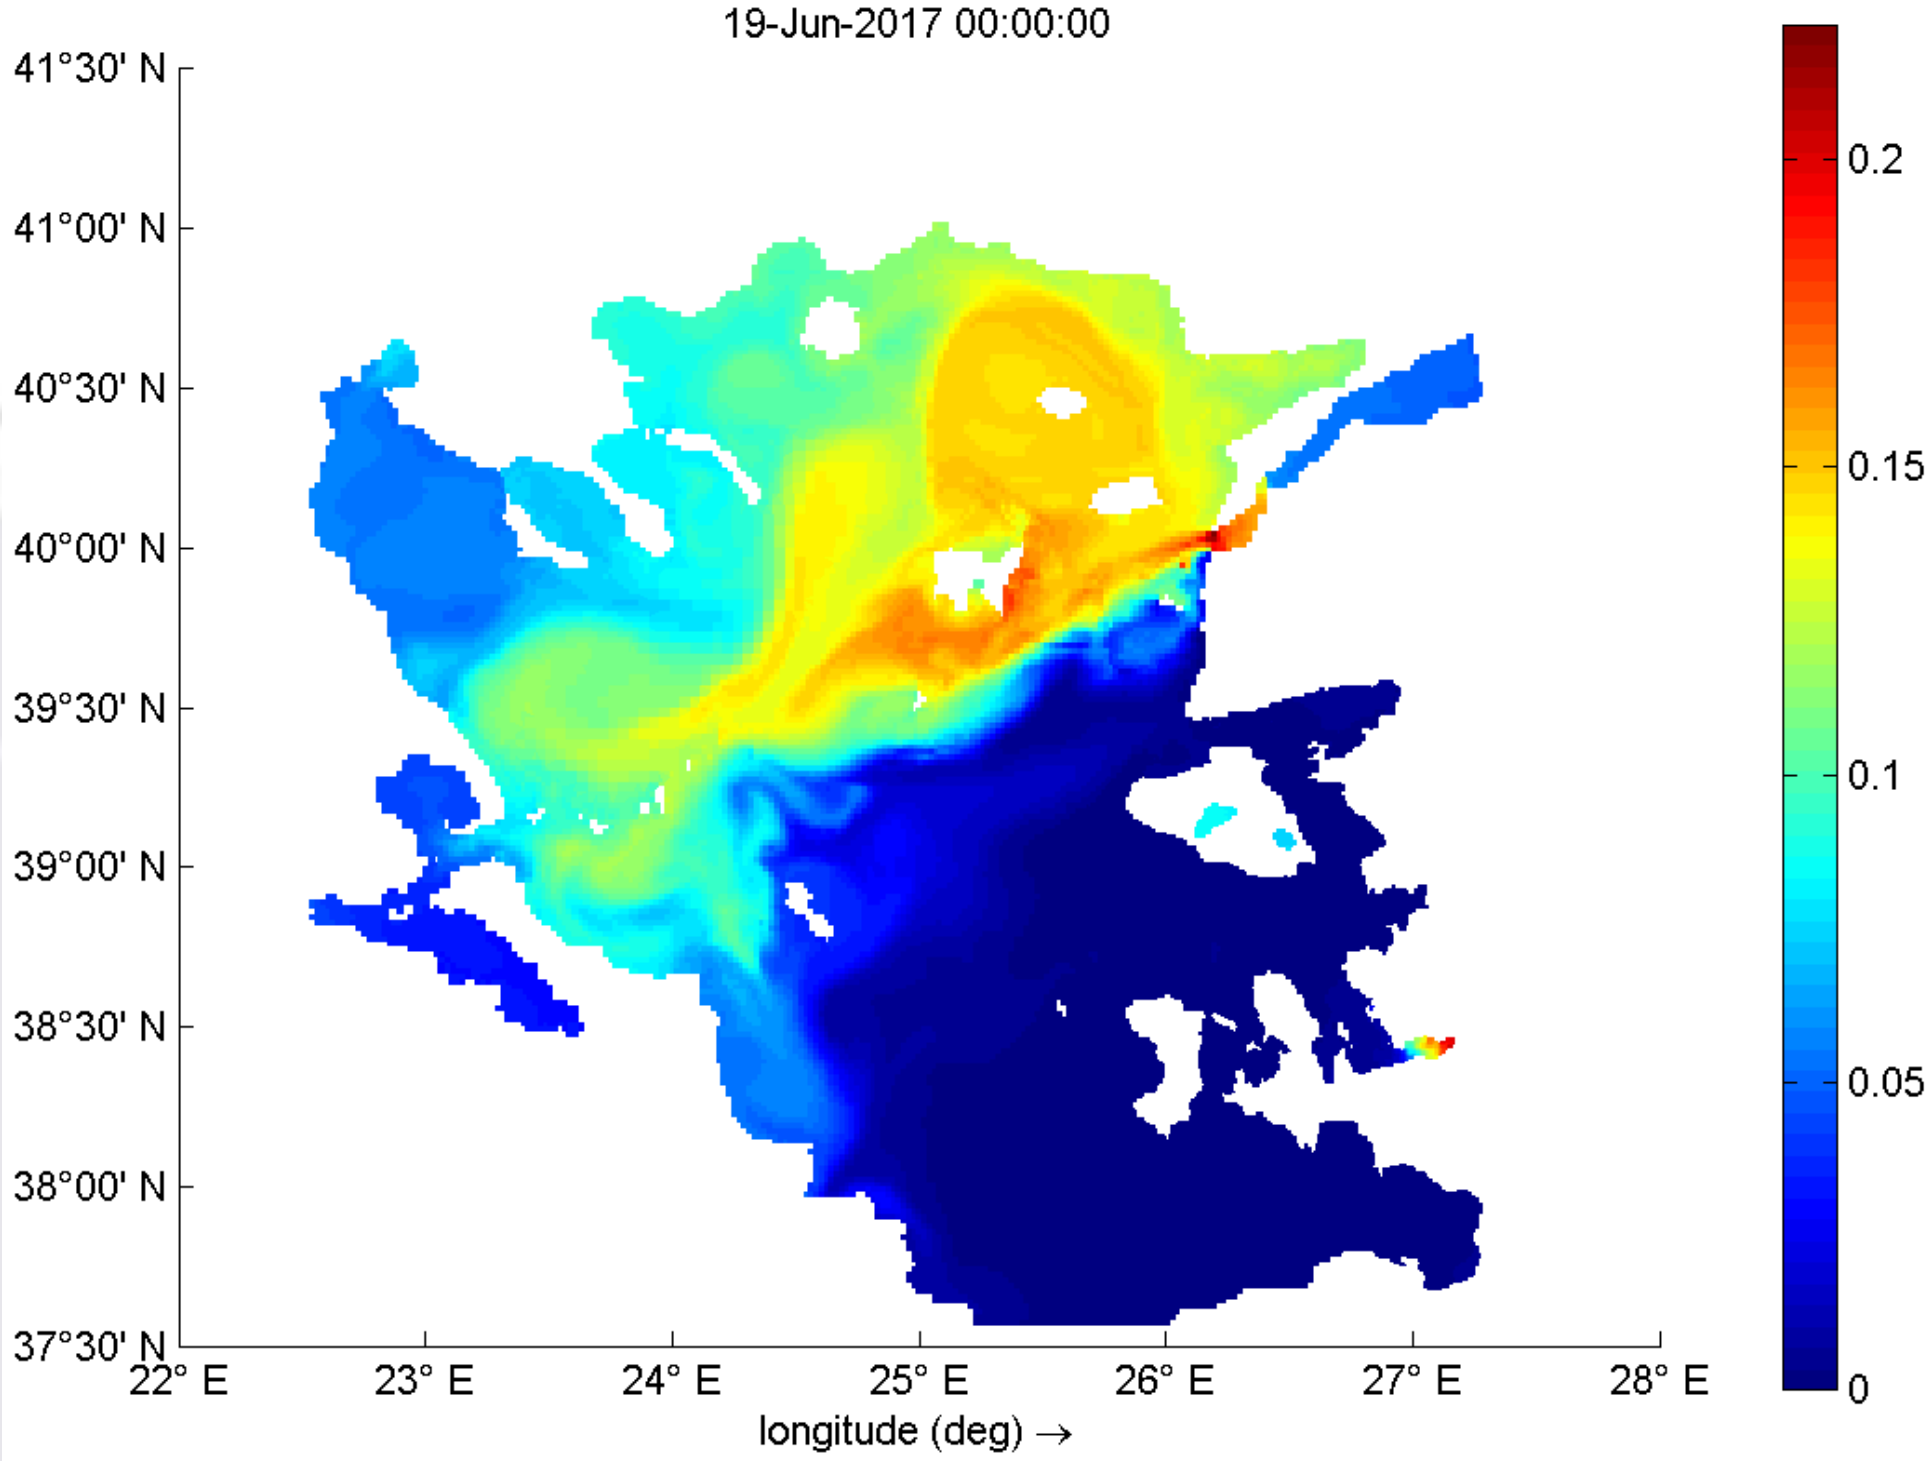 19-Jun-2017 00:00:00
41°30' N
41°00' N
40°30' N
40°00' N
39°30' N
39°00' N
38°30' N
38°00' N
37°30' N
22° E
23° E
24° E
25° E
26° E
27° E
28° E
longitude (deg) →
0.2
0.15
0.1
0.05
0